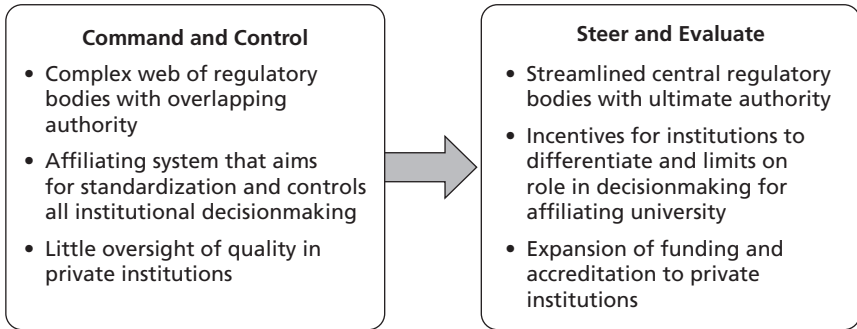 Command and Control
• Complex web of regulatory
bodies with overlapping
authority
• Affiliating system that aims
for standardization and controls
all institutional decisionmaking
• Little oversight of quality in
private institutions
Steer and Evaluate
• Streamlined central regulatory
bodies with ultimate authority
• Incentives for institutions to
differentiate and limits on
role in decisionmaking for
affiliating university
• Expansion of funding and
accreditation to private
institutions